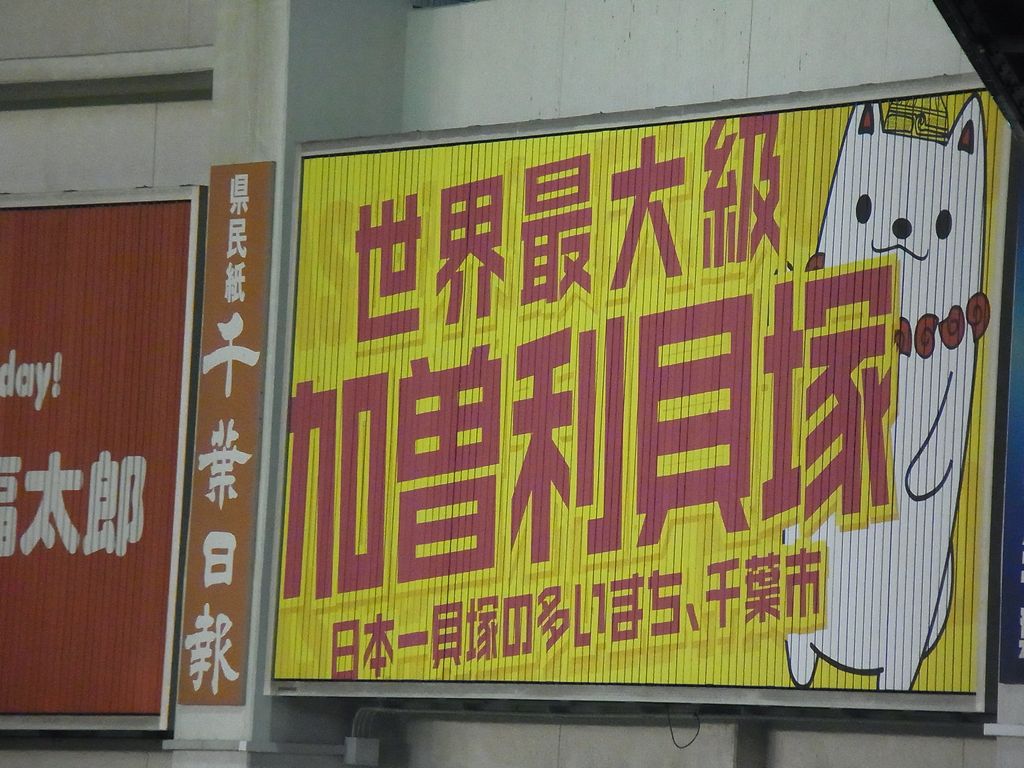 day!
太郎
県民紙 千葉日報
世界最大級
加曽利貝塚
日本一貝塚の多いまち、千葉市